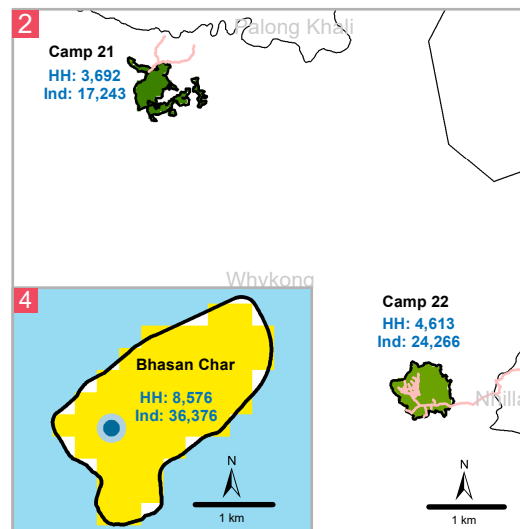 2
Palong Khali
Camp 21
HH: 3,692
Ind: 17,243
Whykong
4
Bhasan Char
HH: 8,576
Ind: 36,376
N
1 km
Camp 22
HH: 4,613
Ind: 24,266
Nhilla
N
1 km